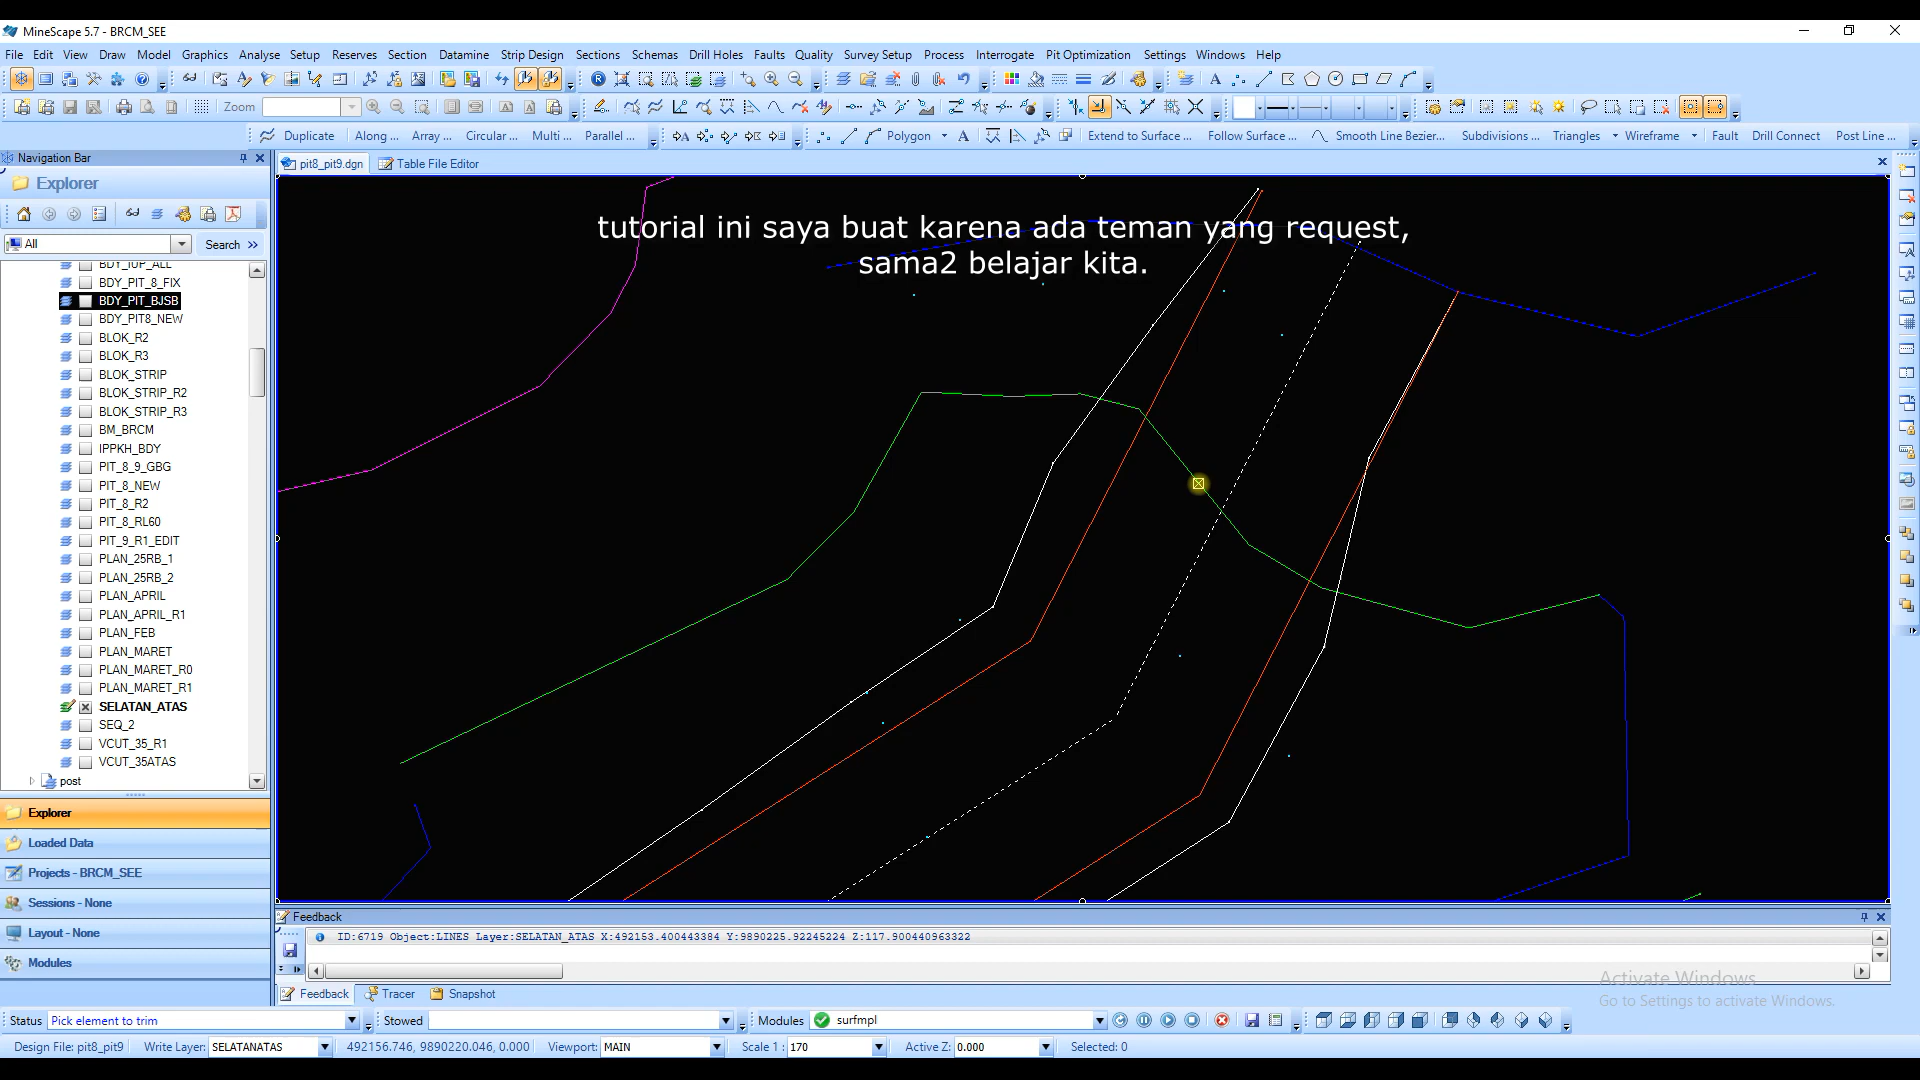 MineScape 5.7 - BRCM_SEE
File Edit View Draw Model Graphics Analyse Setup Reserves Section Datamine Strip Design Sections Schemas Drill Holes Faults Quality Survey Setup Process Interrogate Pit Optimization Settings Windows Help
Zoom
Duplicate Along ... Array ... Circular ... Multi ... Parallel ... Polygon Extend to Surface ... Follow Surface ... Smooth Line Bezier... Subdivisions ... Triangles Wireframe Fault Drill Connect Post Line ...
Navigation Bar
pit8_pit9.dgn Table File Editor
Explorer
All Search
BDY_IUP_ALL
BDY_PIT_8_FIX
BDY_PIT_BJSB
BDY_PIT8_NEW
BLOK_R2
BLOK_R3
BLOK_STRIP
BLOK_STRIP_R2
BLOK_STRIP_R3
BM_BRCM
IPPKH_BDY
PIT_8_9_GBG
PIT_8_NEW
PIT_8_R2
PIT_8_RL60
PIT_9_R1_EDIT
PLAN_25RB_1
PLAN_25RB_2
PLAN_APRIL
PLAN_APRIL_R1
PLAN_FEB
PLAN_MARET
PLAN_MARET_R0
PLAN_MARET_R1
SELATAN_ATAS
SEQ_2
VCUT_35_R1
VCUT_35ATAS
post
Explorer
Loaded Data
Projects - BRCM_SEE
Sessions - None
Layout - None
Modules
tutorial ini saya buat karena ada teman yang request,
sama2 belajar kita.
Feedback
ID:6719 Object:LINES Layer:SELATAN_ATAS X:492153.400443384 Y:9890225.92245224 Z:117.900440963322
Activate Windows
Go to Settings to activate Windows.
Feedback Tracer Snapshot
Status Pick element to trim Stowed Modules surfmpl
Design File: pit8_pit9 Write Layer: SELATANATAS 492156.746, 9890220.046, 0.000 Viewport: MAIN Scale 1 : 170 Active Z: 0.000 Selected: 0